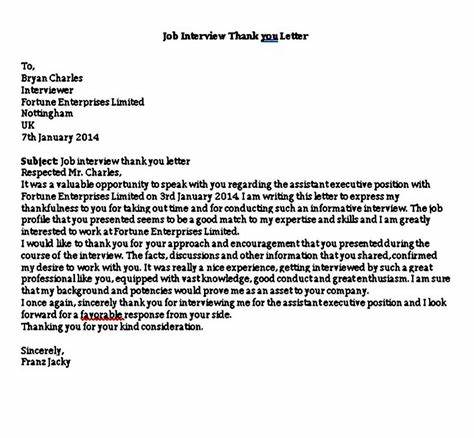 Job Interview Thank you Letter
To,
Bryan Charles
Interviewer
Fortune Enterprises Limited
Nottingham
UK
7th January 2014
Subject: Job interview thank you letter
Respected Mr. Charles,
It was a valuable opportunity to speak with you regarding the assistant executive position with
Fortune Enterprises Limited on 3rd January 2014. I am writing this letter to express my
thankfulness to you for taking out time and for conducting such an informative interview. The job
profile that you presented seems to be a good match to my expertise and skills and I am greatly
interested to work at Fortune Enterprises Limited.
I would like to thank you for your approach and encouragement that you presented during the
course of the interview. The facts, discussions and other information that you shared,confirmed
my desire to work with you. It was really a nice experience, getting interviewed by such a great
professional like you, equipped with vast knowledge, good conduct and great enthusiasm. I am sure
that my background and potencies would prove me as an asset to your company.
I once again, sincerely thank you for interviewing me for the assistant executive position and I look
forward for a favorable response from your side.
Thanking you for your kind consideration.
Sincerely,
Franz Jacky